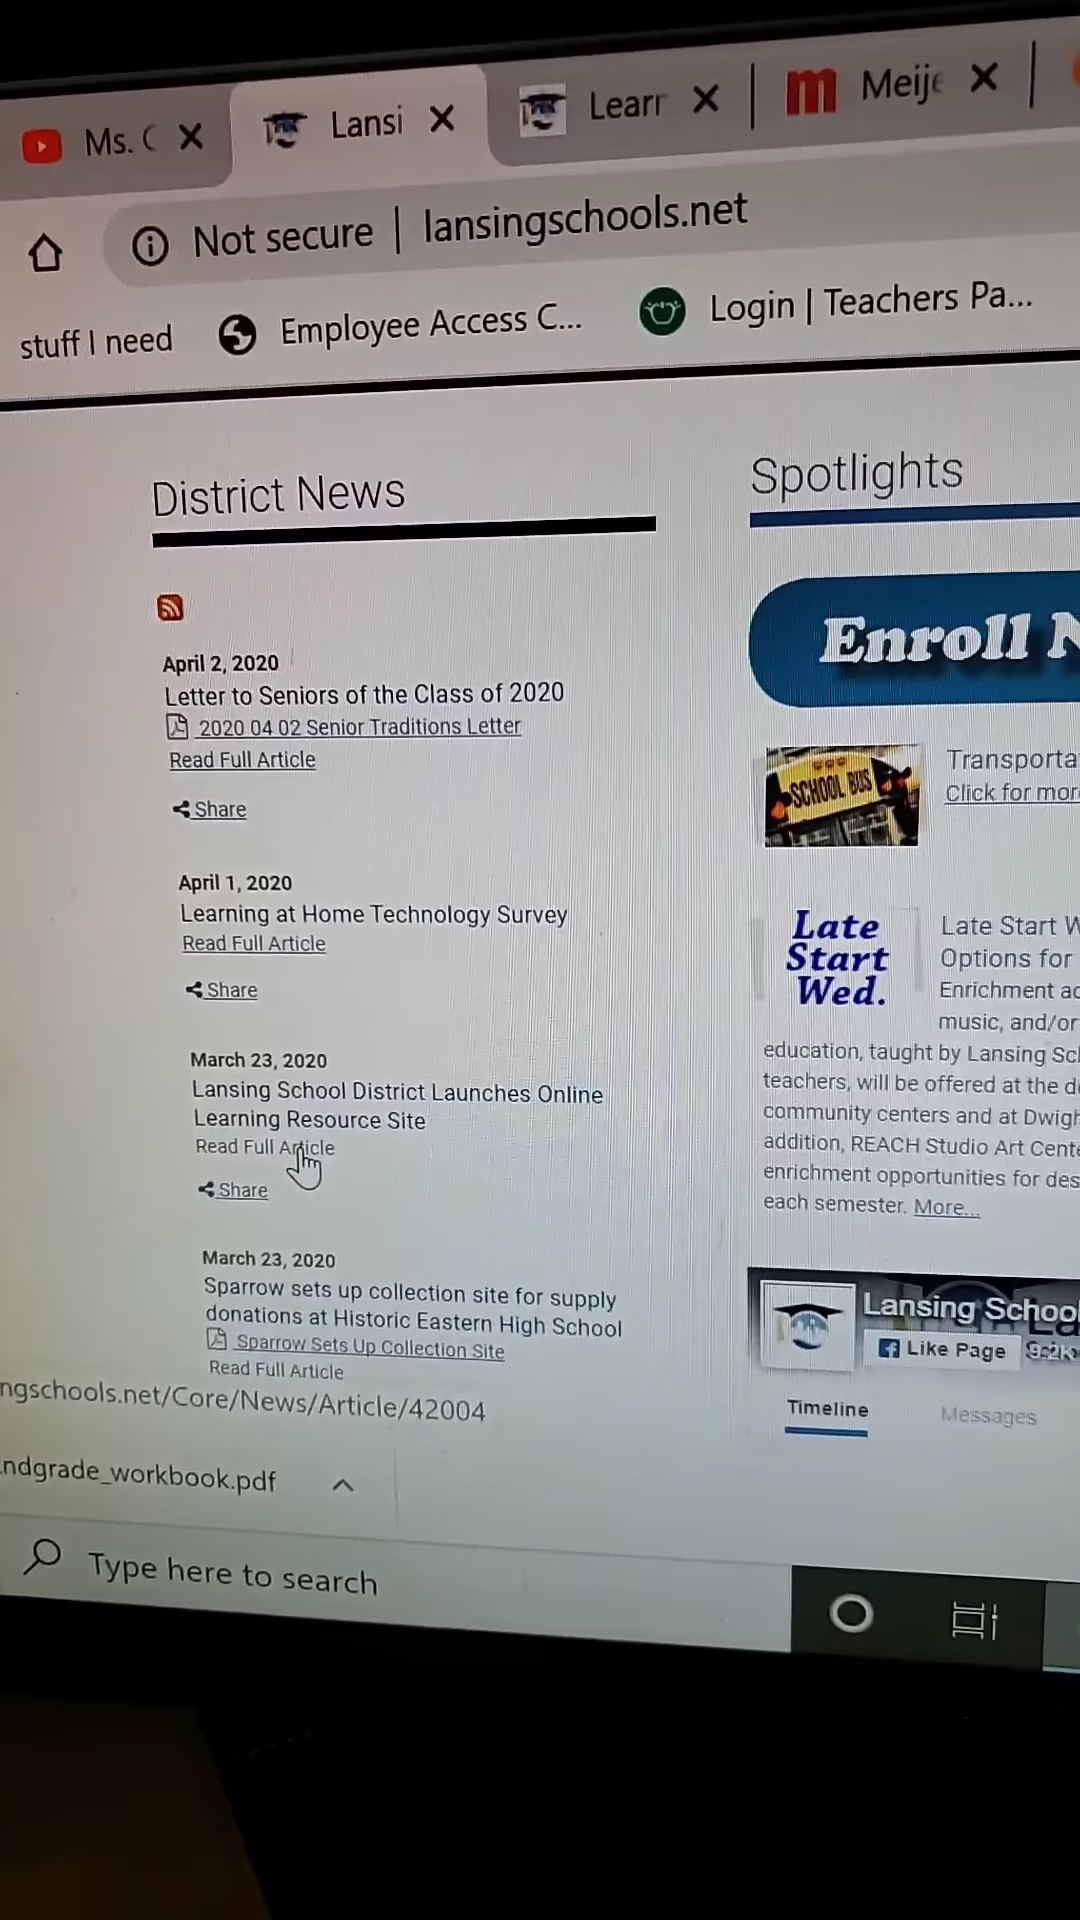 Ms.
Lansi
Learr
Meije
Not secure | lansingschools.net
stuff I need
Employee Access C...
Login | Teachers Pa...
District News
April 2, 2020
Letter to Seniors of the Class of 2020
2020 04 02 Senior Traditions Letter
Read Full Article
Share
April 1, 2020
Learning at Home Technology Survey
Read Full Article
Share
March 23, 2020
Lansing School District Launches Online
Learning Resource Site
Read Full Article
Share
March 23, 2020
Sparrow sets up collection site for supply
donations at Historic Eastern High School
Sparrow Sets Up Collection Site
Read Full Article
Spotlights
Enroll N
SCHOOL BUS
Transporta
Click for mor
Late
Start
Wed.
Late Start W
Options for
Enrichment ac
music, and/or
education, taught by Lansing Scl
teachers, will be offered at the d
community centers and at Dwigh
addition, REACH Studio Art Cent
enrichment opportunities for des
each semester. More...
Lansing School
Like Page
Timeline
Messages
ngschools.net/Core/News/Article/42004
ndgrade_workbook.pdf
Type here to search